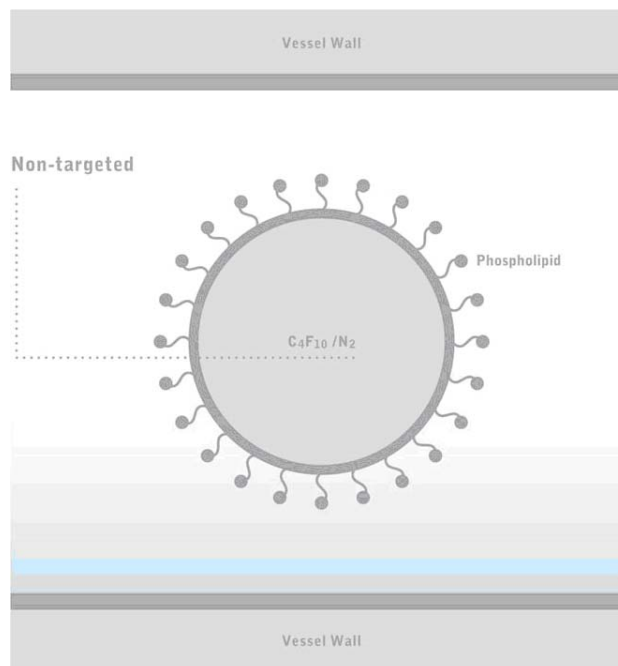 Vessel Wall
Non-targeted
Phospholipid
C₄F₁₀ /N₂
Vessel Wall